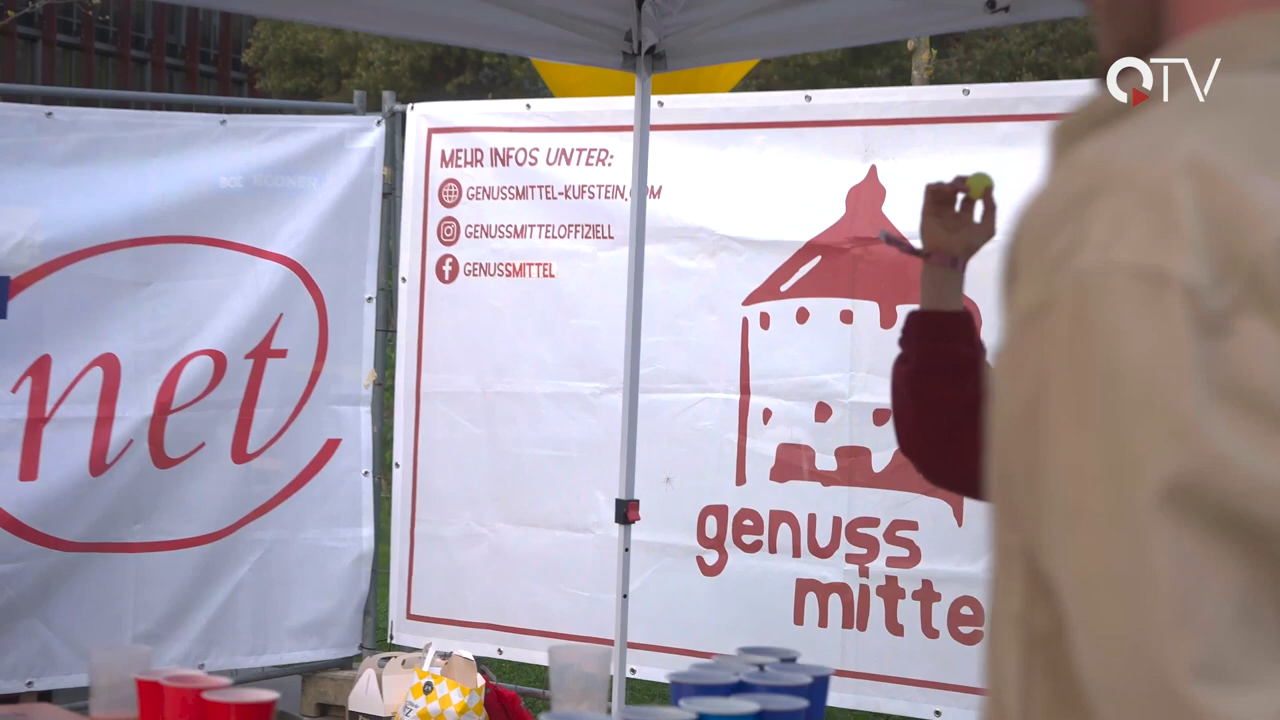 QTV
net
MEHR INFOS UNTER:
GENUSSMITTEL-KUFSTEIN.COM
GENUSSMITTELOFFIZIELL
GENUSSMITTEL
genuss
mitte